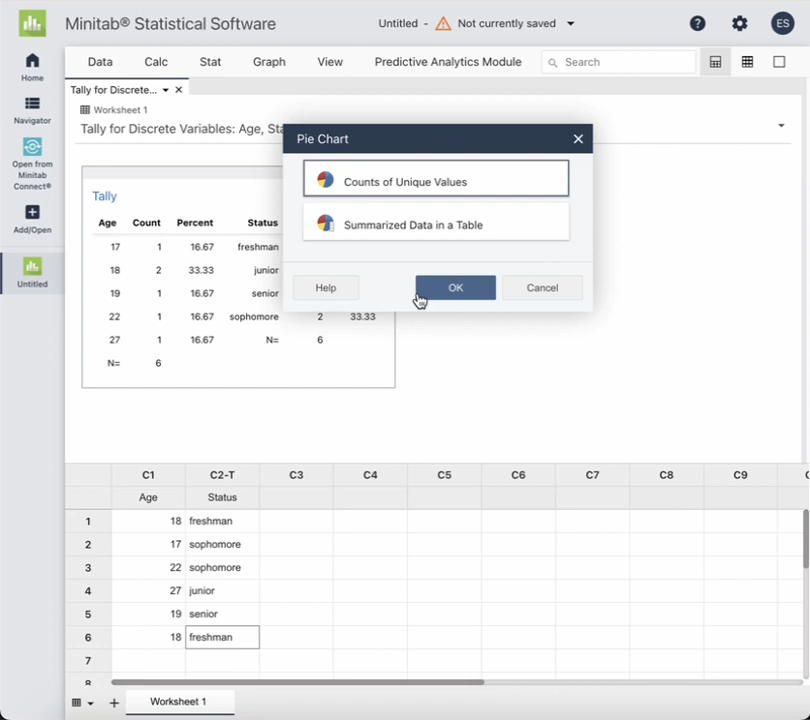 Minitab® Statistical Software
Untitled - Not currently saved
? ES
Home
Navigator
Open from
Minitab
Connect®
Add/Open
Untitled
Data Calc Stat Graph View Predictive Analytics Module Search
Tally for Discrete...
Worksheet 1
Tally for Discrete Variables: Age, Sta
Pie Chart
Counts of Unique Values
Summarized Data in a Table
Help OK Cancel
Tally
Age Count Percent Status
17 1 16.67 freshman
18 2 33.33 junior
19 1 16.67 senior
22 1 16.67 sophomore 2 33.33
27 1 16.67 N= 6
N= 6
C1 C2-T C3 C4 C5 C6 C7 C8 C9
Age Status
1 18 freshman
2 17 sophomore
3 22 sophomore
4 27 junior
5 19 senior
6 18 freshman
7
8
+ Worksheet 1